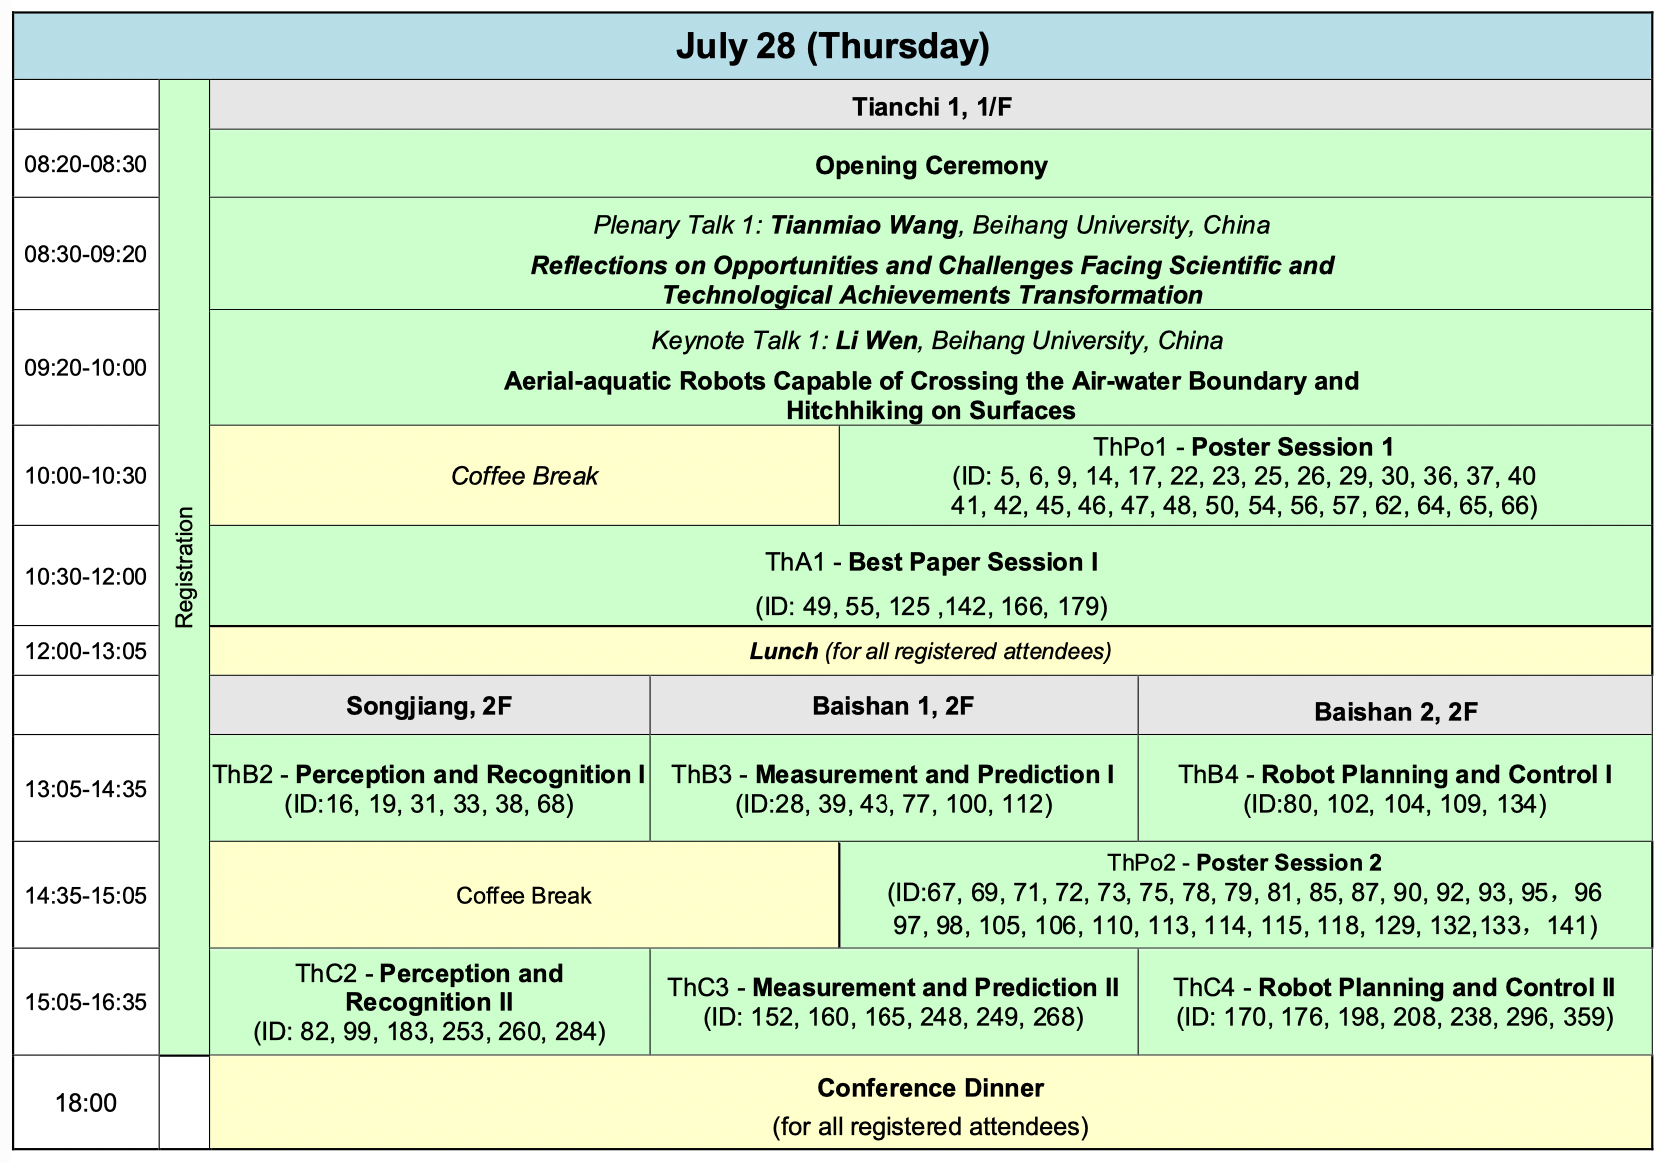 July 28 (Thursday)
Tianchi 1, 1/F
08:20-08:30
Opening Ceremony
08:30-09:20
Plenary Talk 1: Tianmiao Wang, Beihang University, China
Reflections on Opportunities and Challenges Facing Scientific and
Technological Achievements Transformation
09:20-10:00
Keynote Talk 1: Li Wen, Beihang University, China
Aerial-aquatic Robots Capable of Crossing the Air-water Boundary and
Hitchhiking on Surfaces
10:00-10:30
Coffee Break
ThPo1 - Poster Session 1
(ID: 5, 6, 9, 14, 17, 22, 23, 25, 26, 29, 30, 36, 37, 40
41, 42, 45, 46, 47, 48, 50, 54, 56, 57, 62, 64, 65, 66)
Registration
10:30-12:00
ThA1 - Best Paper Session I
(ID: 49, 55, 125 ,142, 166, 179)
12:00-13:05
Lunch (for all registered attendees)
Songjiang, 2F
Baishan 1, 2F
Baishan 2, 2F
13:05-14:35
ThB2 - Perception and Recognition I
(ID:16, 19, 31, 33, 38, 68)
ThB3 - Measurement and Prediction I
(ID:28, 39, 43, 77, 100, 112)
ThB4 - Robot Planning and Control I
(ID:80, 102, 104, 109, 134)
14:35-15:05
Coffee Break
ThPo2 - Poster Session 2
(ID:67, 69, 71, 72, 73, 75, 78, 79, 81, 85, 87, 90, 92, 93, 95，96
97, 98, 105, 106, 110, 113, 114, 115, 118, 129, 132,133，141)
15:05-16:35
ThC2 - Perception and
Recognition II
(ID: 82, 99, 183, 253, 260, 284)
ThC3 - Measurement and Prediction II
(ID: 152, 160, 165, 248, 249, 268)
ThC4 - Robot Planning and Control II
(ID: 170, 176, 198, 208, 238, 296, 359)
18:00
Conference Dinner
(for all registered attendees)